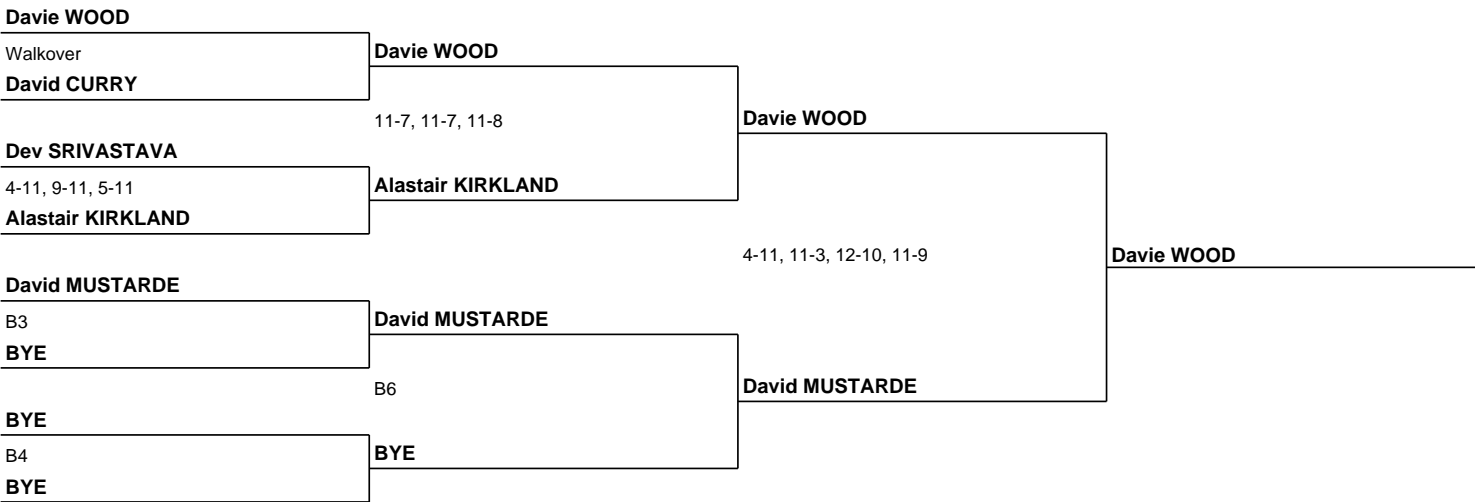 Davie WOOD
Walkover
Davie WOOD
David CURRY
11-7, 11-7, 11-8
Davie WOOD
Dev SRIVASTAVA
4-11, 9-11, 5-11
Alastair KIRKLAND
Alastair KIRKLAND
4-11, 11-3, 12-10, 11-9
Davie WOOD
David MUSTARDE
B3
David MUSTARDE
BYE
B6
David MUSTARDE
BYE
B4
BYE
BYE